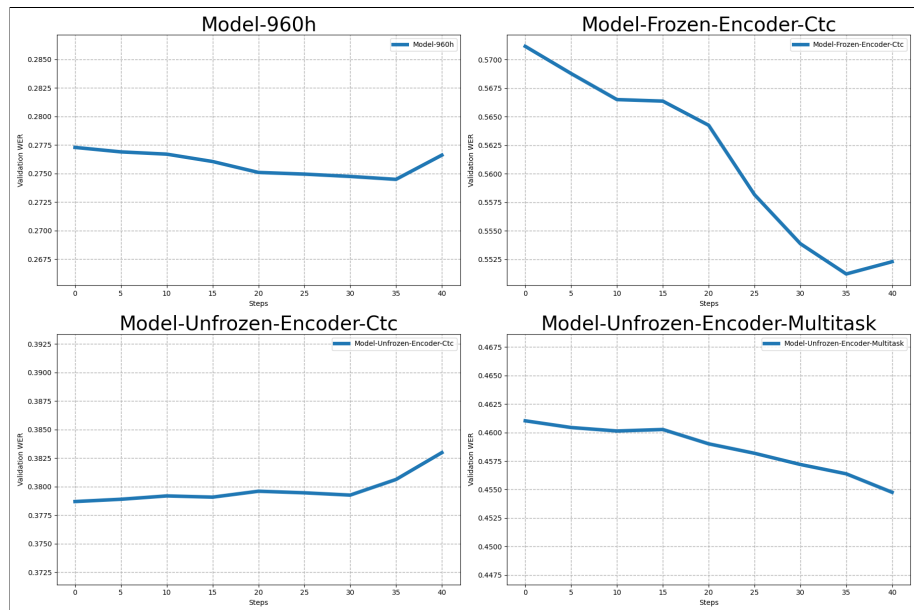 Model-960h
Model-960h
0.2850
0.2825
0.2800
0.2775
0.2750
0.2725
0.2700
0.2675
Validation WER
0 5 10 15 20 25 30 35 40
Steps
Model-Frozen-Encoder-Ctc
Model-Frozen-Encoder-Ctc
0.5700
0.5675
0.5650
0.5625
0.5600
0.5575
0.5550
0.5525
Validation WER
0 5 10 15 20 25 30 35 40
Steps
Model-Unfrozen-Encoder-Ctc
Model-Unfrozen-Encoder-Ctc
0.3925
0.3900
0.3875
0.3850
0.3825
0.3800
0.3775
0.3750
0.3725
Validation WER
0 5 10 15 20 25 30 35 40
Steps
Model-Unfrozen-Encoder-Multitask
Model-Unfrozen-Encoder-Multitask
0.4675
0.4650
0.4625
0.4600
0.4575
0.4550
0.4525
0.4500
0.4475
Validation WER
0 5 10 15 20 25 30 35 40
Steps